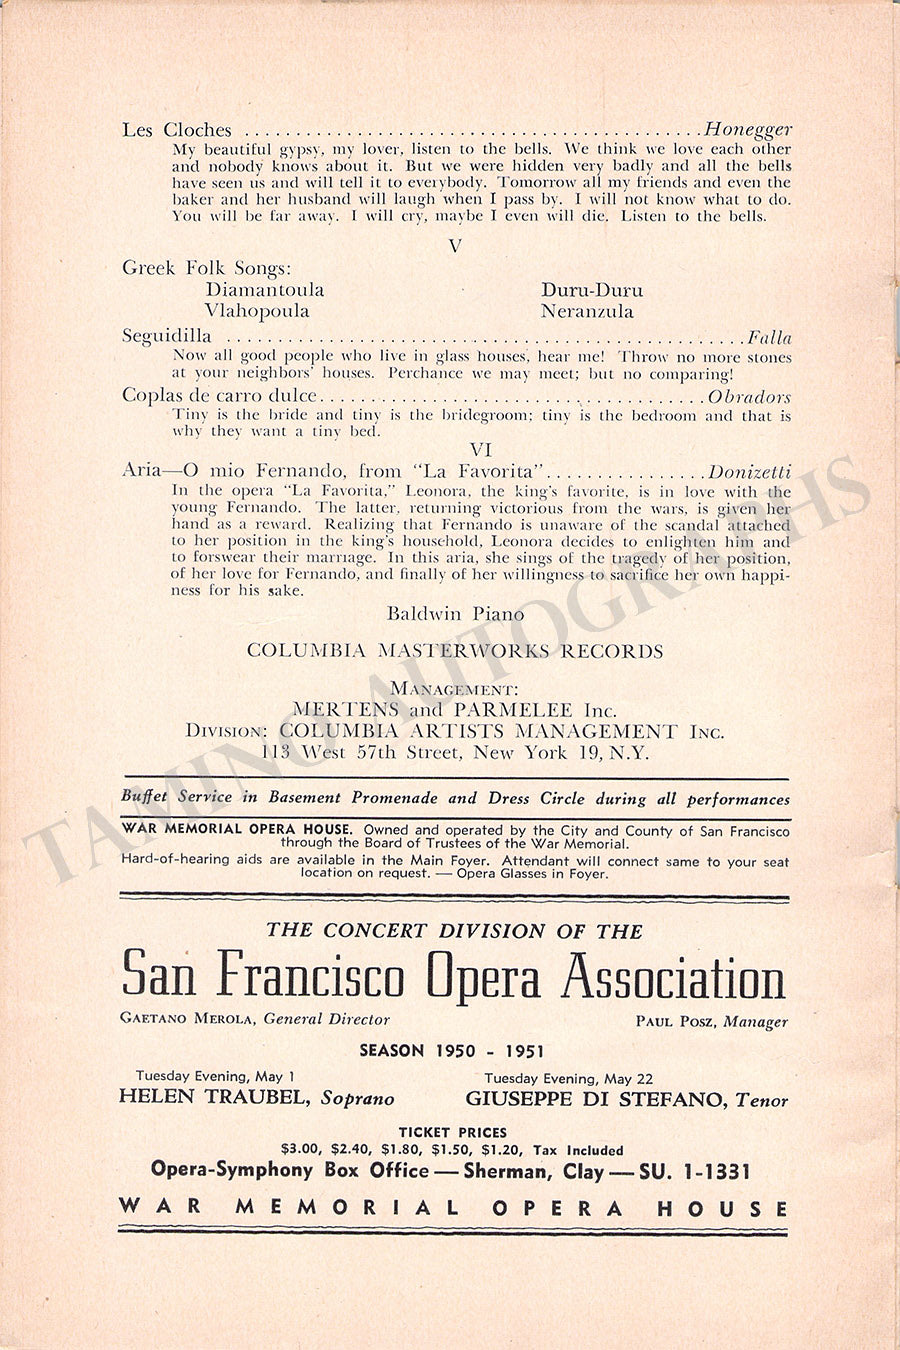 Les Cloches ............................................ Honegger
My beautiful gypsy, my lover, listen to the bells. We think we love each other
and nobody knows about it. But we were hidden very badly and all the bells
have seen us and will tell it to everybody. Tomorrow all my friends and even the
baker and her husband will laugh when I pass by. I will not know what to do.
You will be far away. I will cry, maybe I even will die. Listen to the bells.
V
Greek Folk Songs:
Diamantoula Duru-Duru
Vlahopoula Neranzula
Seguidilla .................................................. Falla
Now all good people who live in glass houses, hear me! Throw no more stones
at your neighbors' houses. Perchance we may meet; but no comparing!
Coplas de carro dulce...................................... Obradors
Tiny is the bride and tiny is the bridegroom; tiny is the bedroom and that is
why they want a tiny bed.
VI
Aria—O mio Fernando, from "La Favorita"................ Donizetti
In the opera "La Favorita," Leonora, the king's favorite, is in love with the
young Fernando. The latter, returning victorious from the wars, is given her
hand as a reward. Realizing that Fernando is unaware of the scandal attached
to her position in the king's household, Leonora decides to enlighten him and
to forswear their marriage. In this aria, she sings of the tragedy of her position,
of her love for Fernando, and finally of her willingness to sacrifice her own happi-
ness for his sake.
Baldwin Piano
COLUMBIA MASTERWORKS RECORDS
MANAGEMENT:
MERTENS and PARMELEE Inc.
DIVISION: COLUMBIA ARTISTS MANAGEMENT INC.
113 West 57th Street, New York 19, N.Y.
Buffet Service in Basement Promenade and Dress Circle during all performances
WAR MEMORIAL OPERA HOUSE. Owned and operated by the City and County of San Francisco
through the Board of Trustees of the War Memorial.
Hard-of-hearing aids are available in the Main Foyer. Attendant will connect same to your seat
location on request. — Opera Glasses in Foyer.
THE CONCERT DIVISION OF THE
San Francisco Opera Association
GAETANO MEROLA, General Director PAUL POSZ, Manager
SEASON 1950 - 1951
Tuesday Evening, May 1 Tuesday Evening, May 22
HELEN TRAUBEL, Soprano GIUSEPPE DI STEFANO, Tenor
TICKET PRICES
$3.00, $2.40, $1.80, $1.50, $1.20, Tax Included
Opera-Symphony Box Office — Sherman, Clay — SU. 1-1331
WAR MEMORIAL OPERA HOUSE
TAMINO AUTOGRAPHS